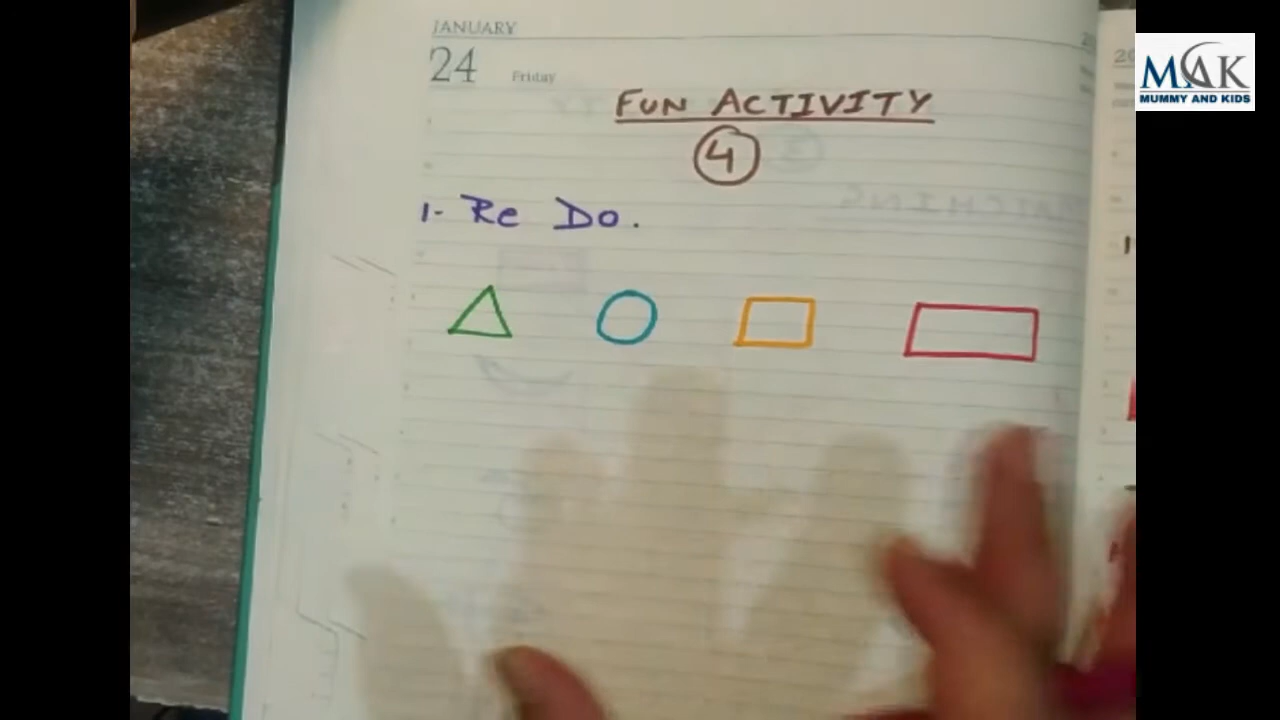 JANUARY
24 Friday
FUN ACTIVITY
4
1- Re Do.
MAK
MUMMY AND KIDS